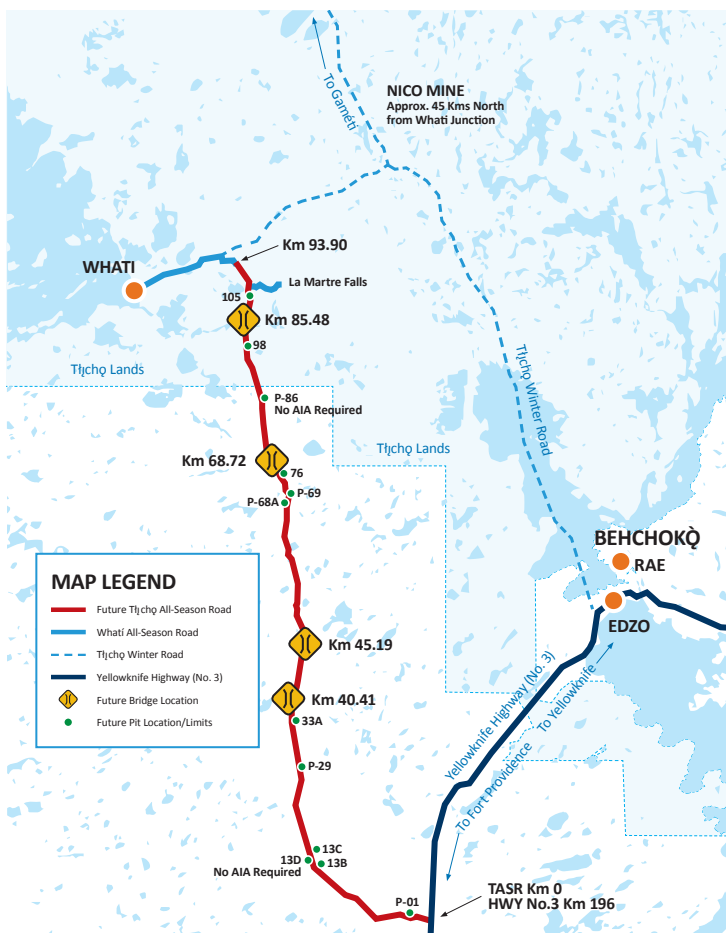 To Gamètì
NICO MINE
Approx. 45 Kms North
from Whati Junction
Km 93.90
WHATI
La Martre Falls
105
Km 85.48
98
Tłı̨chǫ Lands
P-86
No AIA Required
Tłı̨chǫ Winter Road
Tłı̨chǫ Lands
Km 68.72
76
P-69
P-68A
BEHCHOKǪ̀
RAE
EDZO
MAP LEGEND
Future Tłı̨chǫ All-Season Road
Whatí All-Season Road
Tłı̨chǫ Winter Road
Yellowknife Highway (No. 3)
Future Bridge Location
Future Pit Location/Limits
Km 45.19
Km 40.41
33A
Yellowknife Highway (No. 3)
To Yellowknife
To Fort Providence
P-29
13C
13D
13B
No AIA Required
P-01
TASR Km 0
HWY No.3 Km 196